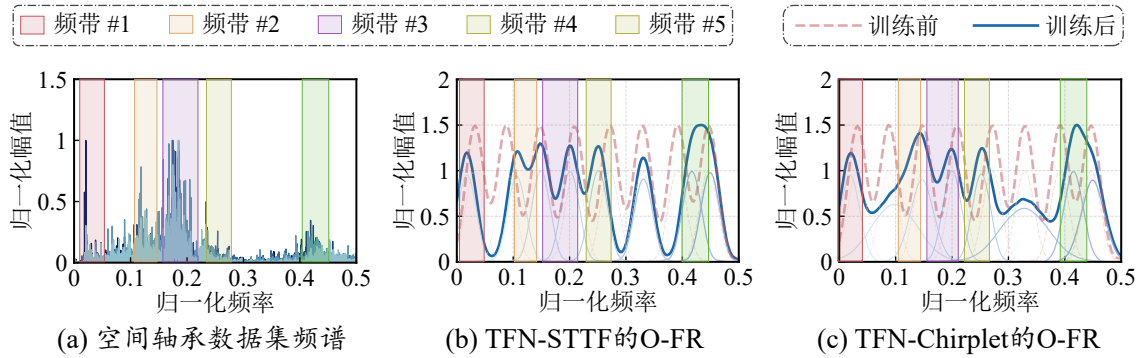 频带 #1 频带 #2 频带 #3 频带 #4 频带 #5 训练前 训练后
1.5
1
0.5
0
归一化幅值
0 0.1 0.2 0.3 0.4 0.5
归一化频率
(a) 空间轴承数据集频谱
2
1.5
1
0.5
0
归一化幅值
0 0.1 0.2 0.3 0.4 0.5
归一化频率
(b) TFN-STTF的O-FR
2
1.5
1
0.5
0
归一化幅值
0 0.1 0.2 0.3 0.4 0.5
归一化频率
(c) TFN-Chirplet的O-FR